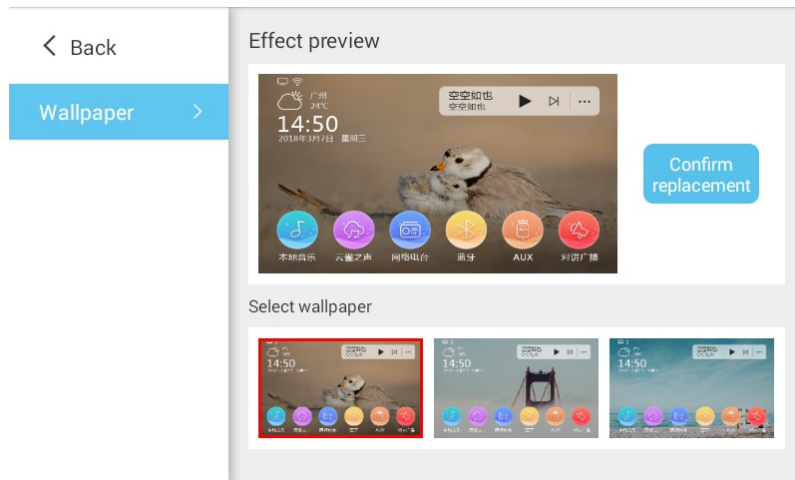 Back
Wallpaper
Effect preview
广州
24℃
14:50
2018年3月7日 星期三
空空如也
空空如也
本地音乐 云雀之声 网络电台 蓝牙 AUX 对讲广播
Confirm
replacement
Select wallpaper
14:50
14:50
14:50